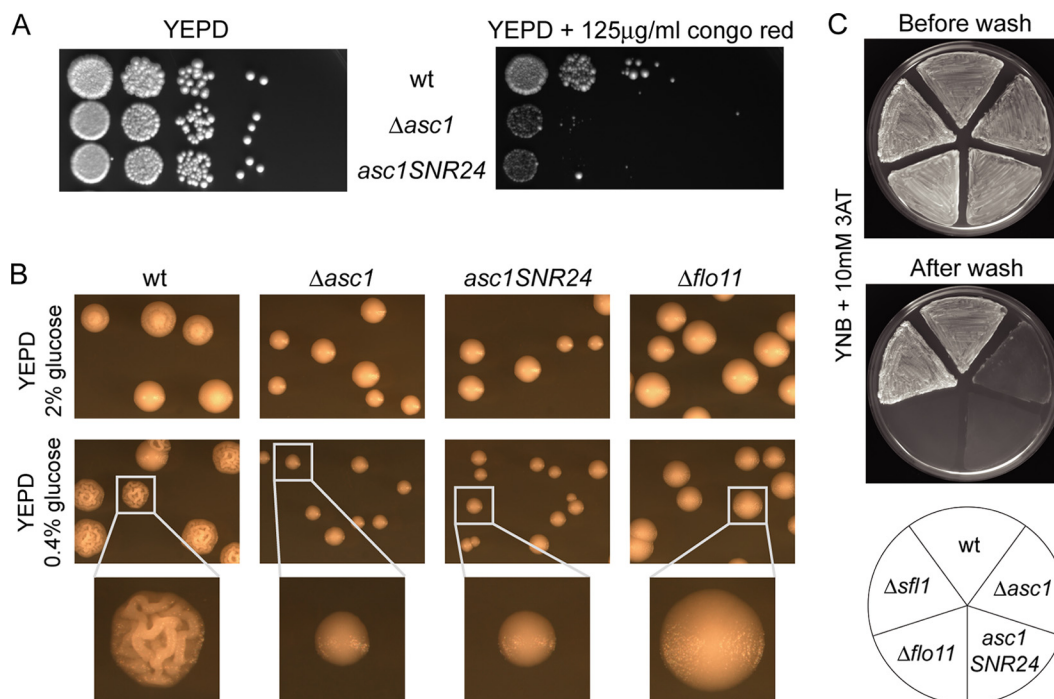 A
YEPD
YEPD + 125μg/ml congo red
wt
Δasc1
asc1SNR24
B
wt
Δasc1
asc1SNR24
Δflo11
YEPD
2% glucose
YEPD
0.4% glucose
C
Before wash
After wash
YNB + 10mM 3AT
wt
Δsfl1
Δasc1
Δflo11
asc1
SNR24